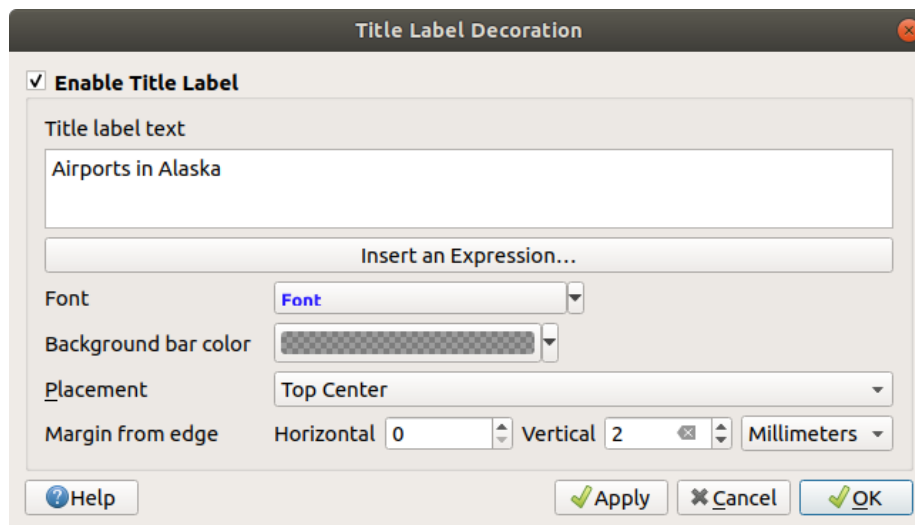 Title Label Decoration
Enable Title Label
Title label text
Airports in Alaska
Insert an Expression...
Font Font
Background bar color
Placement Top Center
Margin from edge Horizontal 0 Vertical 2 Millimeters
Help Apply Cancel OK